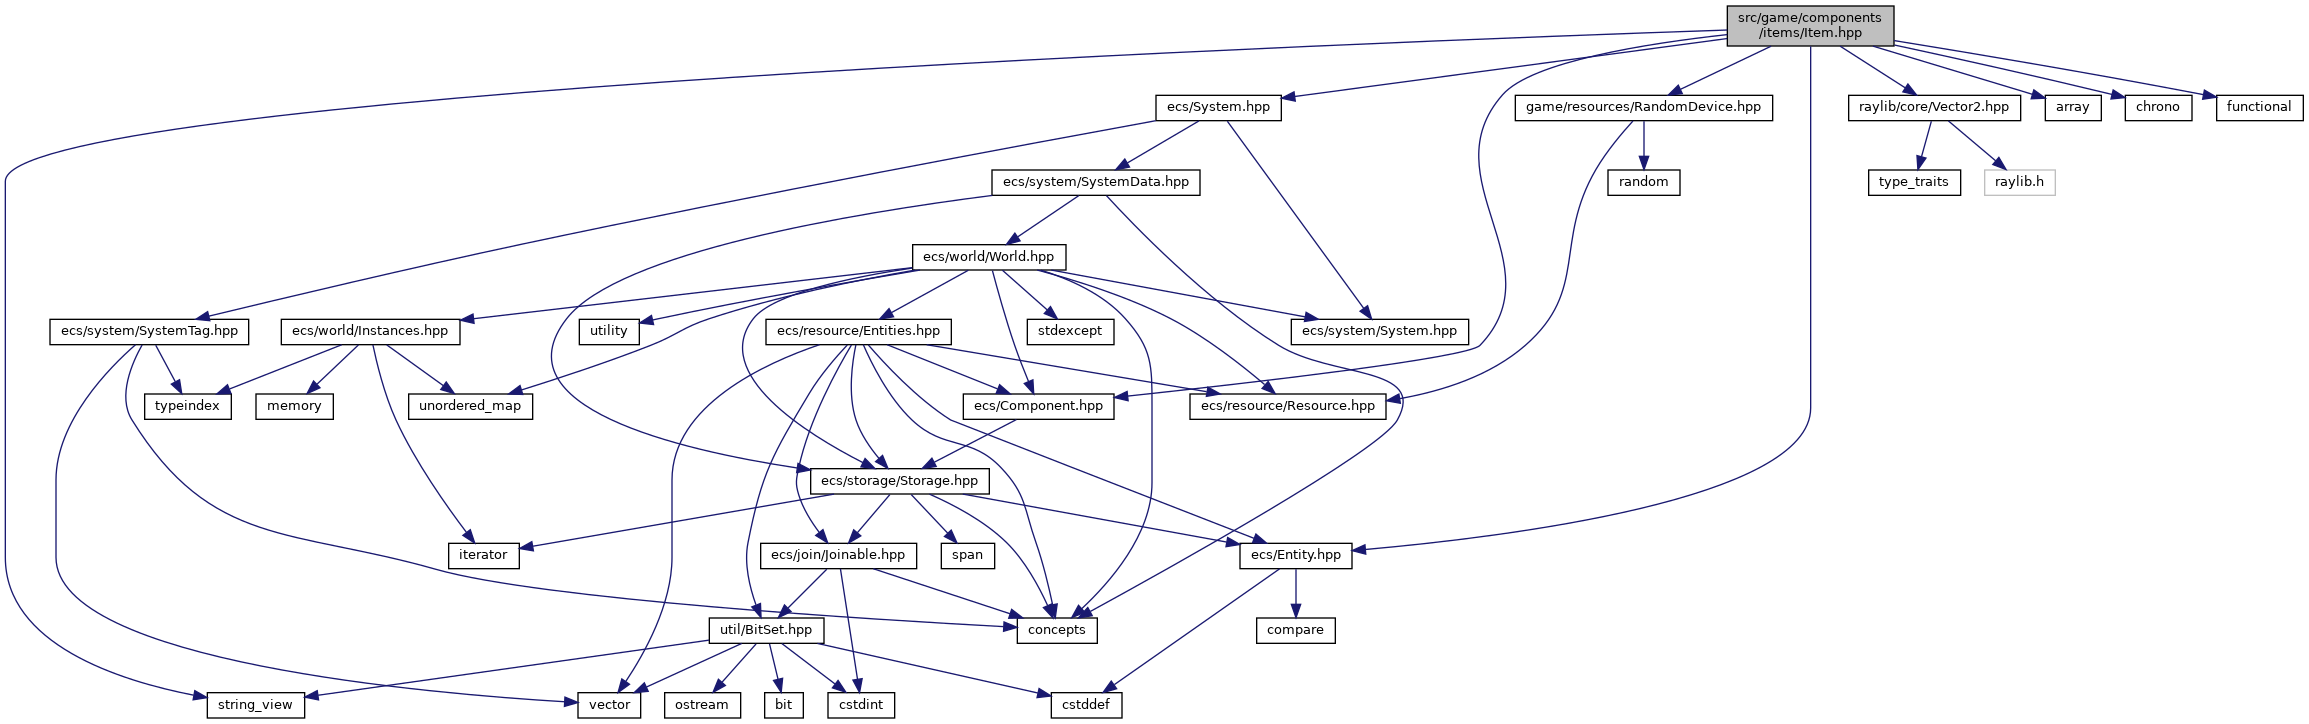 src/game/components
/items/Item.hpp
ecs/System.hpp
game/resources/RandomDevice.hpp
raylib/core/Vector2.hpp
array
chrono
functional
ecs/system/SystemData.hpp
random
type_traits
raylib.h
ecs/world/World.hpp
ecs/system/SystemTag.hpp
ecs/world/Instances.hpp
utility
ecs/resource/Entities.hpp
stdexcept
ecs/system/System.hpp
typeindex
memory
unordered_map
ecs/Component.hpp
ecs/resource/Resource.hpp
ecs/storage/Storage.hpp
iterator
ecs/join/Joinable.hpp
span
ecs/Entity.hpp
util/BitSet.hpp
concepts
compare
string_view
vector
ostream
bit
cstdint
cstddef